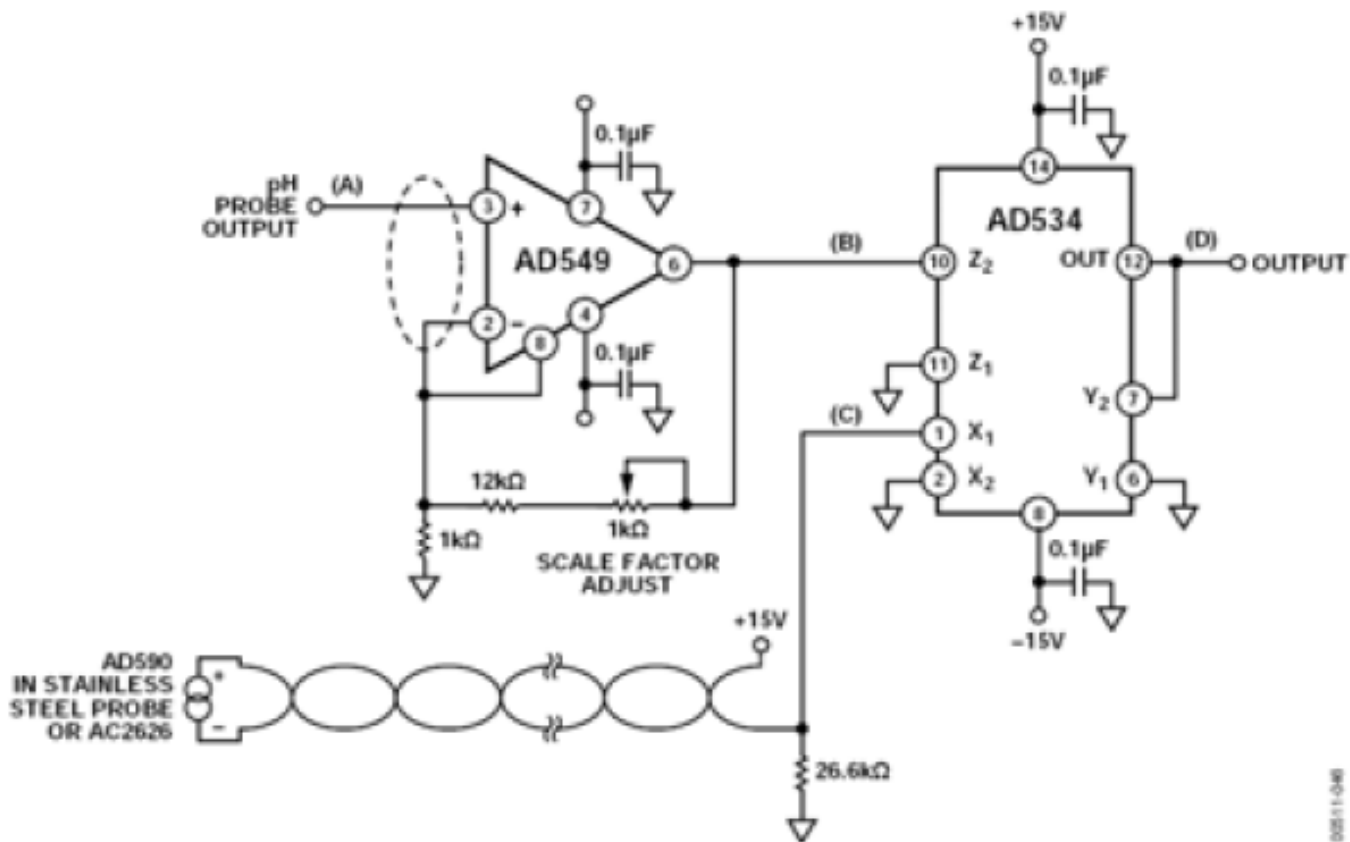 +15V
0.1µF
0.1µF
14
pH
PROBE
OUTPUT
(A)
3
+
7
AD549
6
(B)
10
Z2
AD534
OUT
12
(D)
OUTPUT
2
–
8
4
0.1µF
11
Z1
Y2
7
(C)
1
X1
2
X2
Y1
6
12kΩ
1kΩ
1kΩ
SCALE FACTOR
ADJUST
8
0.1µF
–15V
+15V
AD590
IN STAINLESS
STEEL PROBE
OR AC2626
+
–
26.6kΩ
00511-046